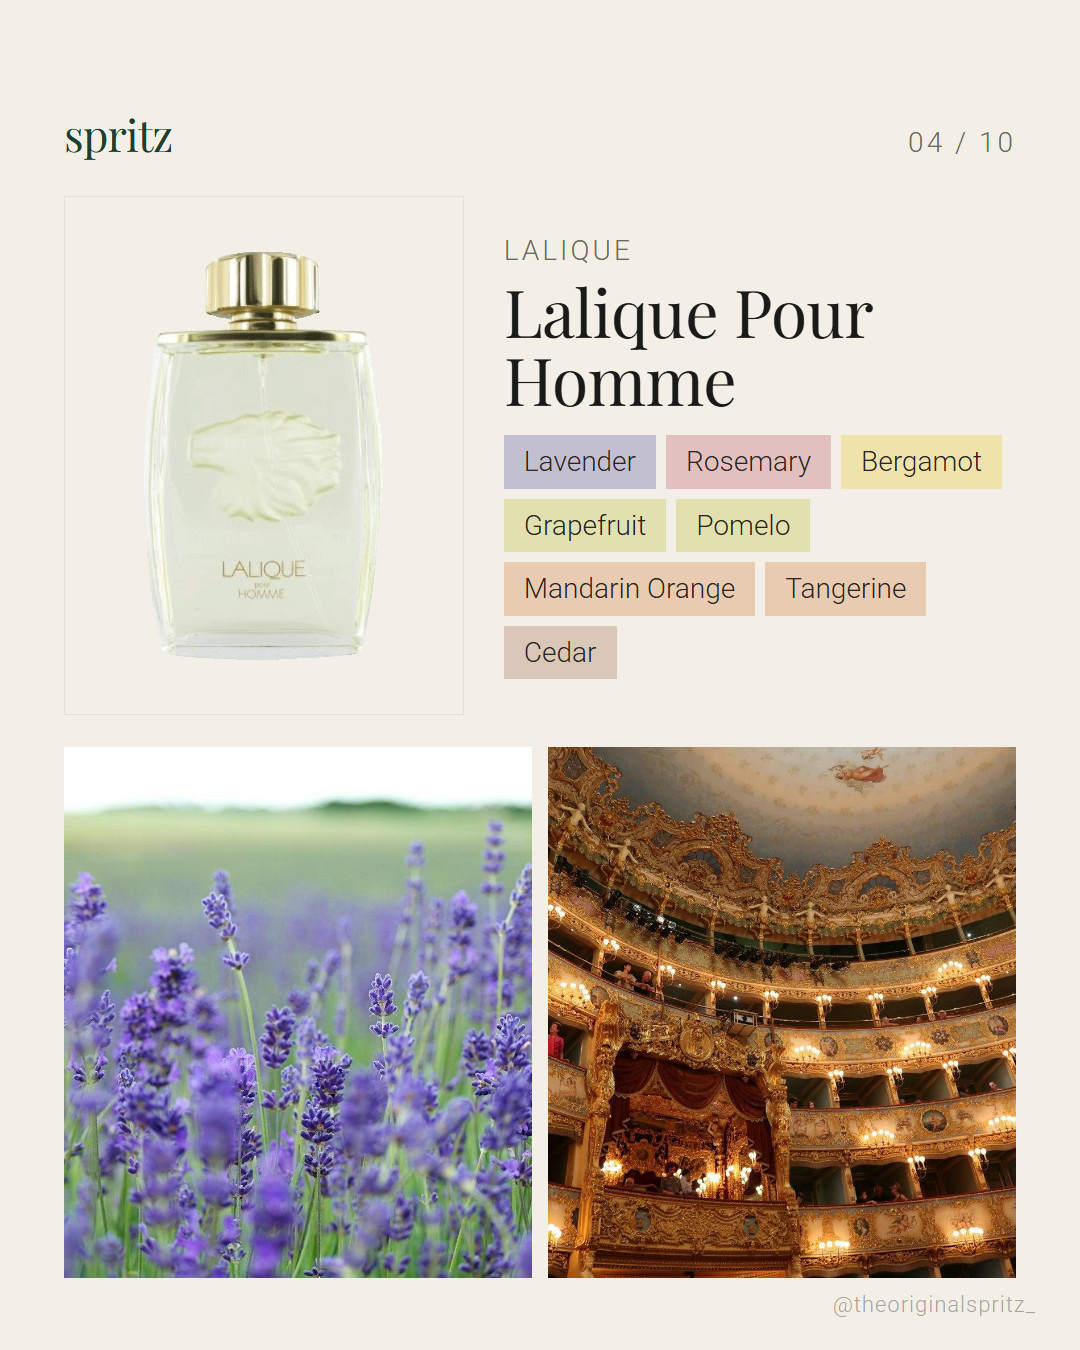 spritz
04 / 10
LALIQUE
Lalique Pour
Homme
Lavender
Rosemary
Bergamot
Grapefruit
Pomelo
Mandarin Orange
Tangerine
Cedar
LALIQUE
pour
HOMME
@theoriginalspritz_